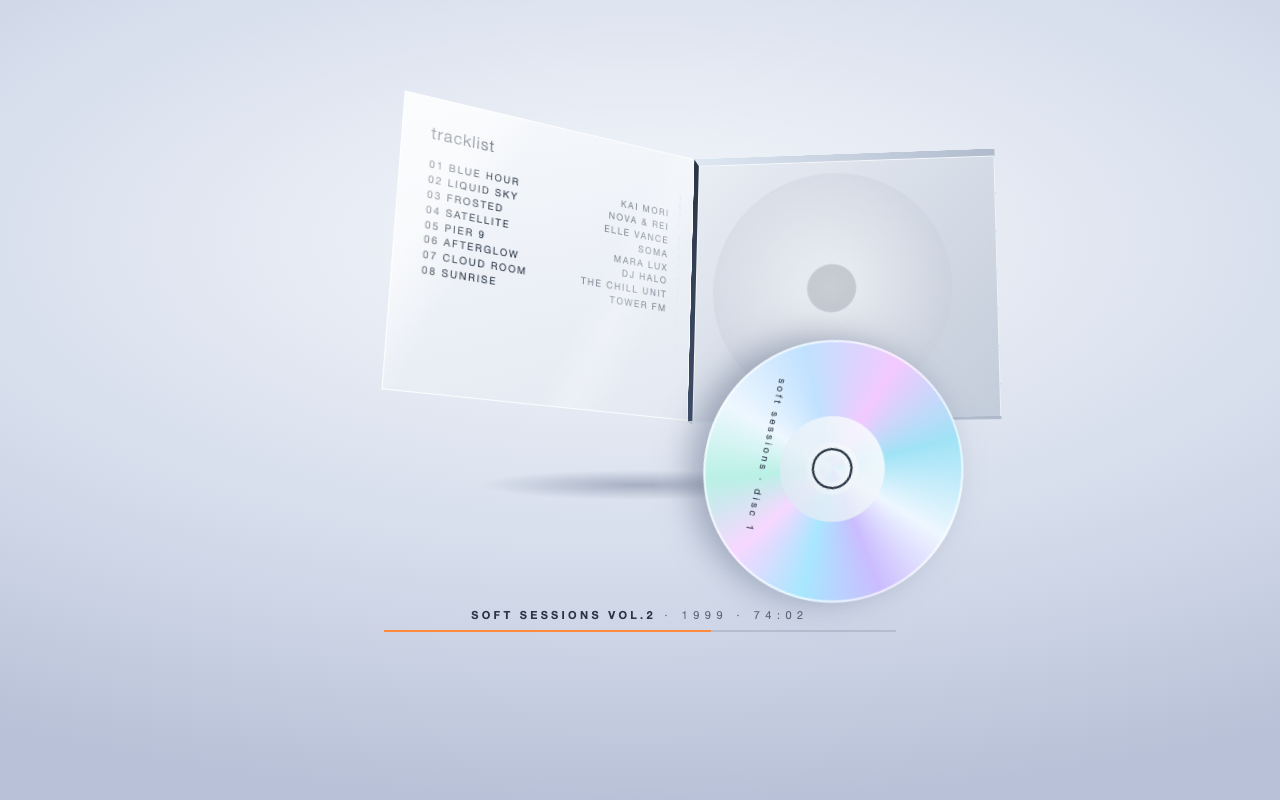 tracklist
01 BLUE HOUR
02 LIQUID SKY
03 FROSTED
04 SATELLITE
05 PIER 9
06 AFTERGLOW
07 CLOUD ROOM
08 SUNRISE
KAI MORI
NOVA & REI
ELLE VANCE
SOMA
MARA LUX
DJ HALO
THE CHILL UNIT
TOWER FM
soft sessions · disc 1
SOFT SESSIONS VOL.2 · 1999 · 74:02